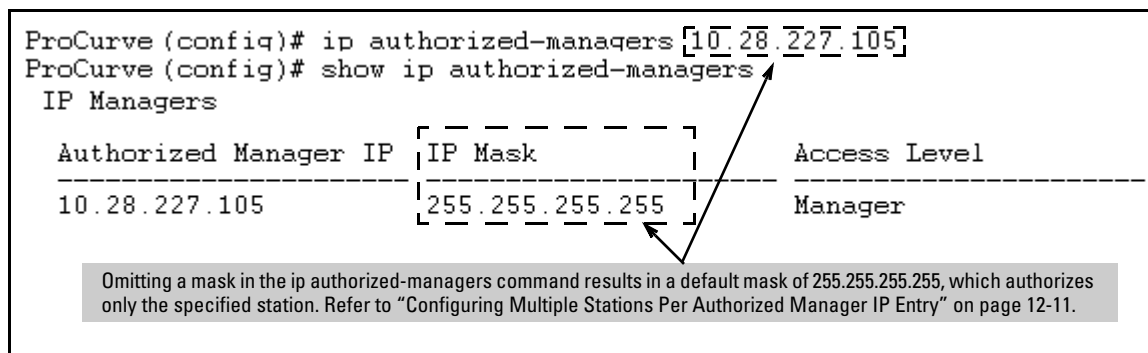 ProCurve (config)# ip authorized-managers 10.28.227.105
ProCurve (config)# show ip authorized-managers
IP Managers
Authorized Manager IP IP Mask Access Level
10.28.227.105 255.255.255.255 Manager
Omitting a mask in the ip authorized-managers command results in a default mask of 255.255.255.255, which authorizes
only the specified station. Refer to “Configuring Multiple Stations Per Authorized Manager IP Entry” on page 12-11.